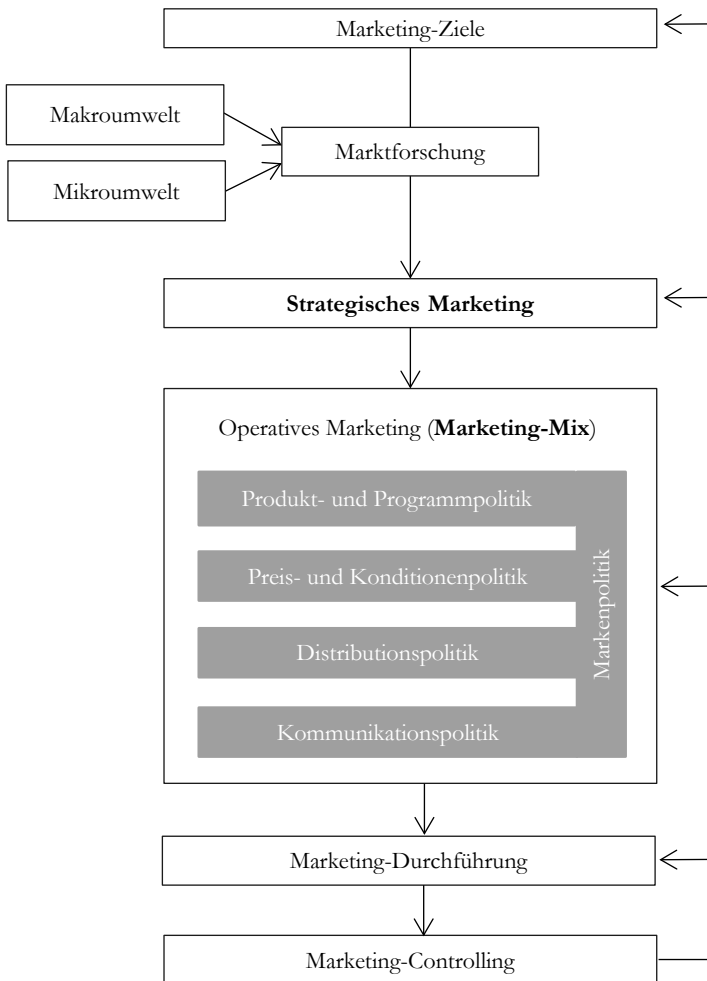 Marketing-Ziele
Makroumwelt
Marktforschung
Mikroumwelt
Strategisches Marketing
Operatives Marketing (Marketing-Mix)
Produkt- und Programmpolitik
Preis- und Konditionenpolitik
Distributionspolitik
Kommunikationspolitik
Markenpolitik
Marketing-Durchführung
Marketing-Controlling